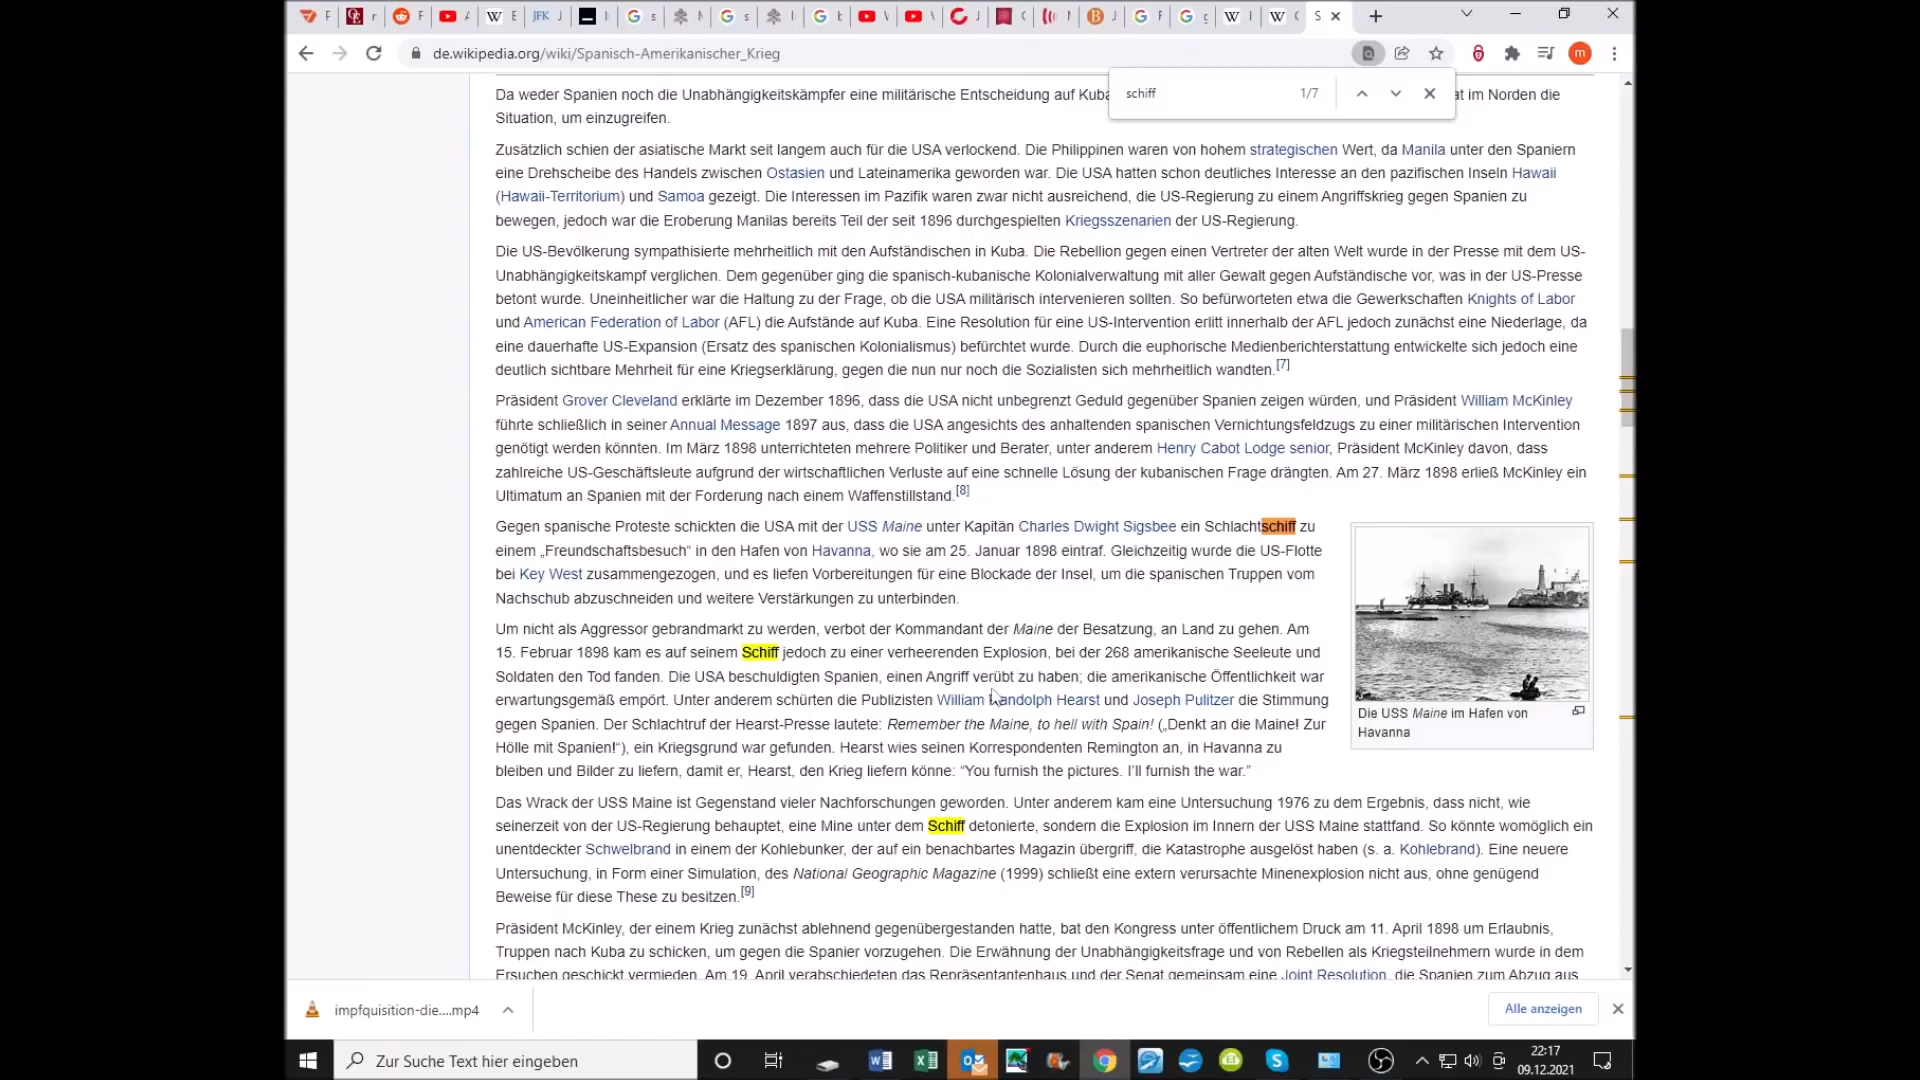 de.wikipedia.org/wiki/Spanisch-Amerikanischer_Krieg
schiff 1/7
Da weder Spanien noch die Unabhängigkeitskämpfer eine militärische Entscheidung auf Kuba
at im Norden die
Situation, um einzugreifen.
Zusätzlich schien der asiatische Markt seit langem auch für die USA verlockend. Die Philippinen waren von hohem strategischen Wert, da Manila unter den Spaniern
eine Drehscheibe des Handels zwischen Ostasien und Lateinamerika geworden war. Die USA hatten schon deutliches Interesse an den pazifischen Inseln Hawaii
(Hawaii-Territorium) und Samoa gezeigt. Die Interessen im Pazifik waren zwar nicht ausreichend, die US-Regierung zu einem Angriffskrieg gegen Spanien zu
bewegen, jedoch war die Eroberung Manilas bereits Teil der seit 1896 durchgespielten Kriegsszenarien der US-Regierung.
Die US-Bevölkerung sympathisierte mehrheitlich mit den Aufständischen in Kuba. Die Rebellion gegen einen Vertreter der alten Welt wurde in der Presse mit dem US-
Unabhängigkeitskampf verglichen. Dem gegenüber ging die spanisch-kubanische Kolonialverwaltung mit aller Gewalt gegen Aufständische vor, was in der US-Presse
betont wurde. Uneinheitlicher war die Haltung zu der Frage, ob die USA militärisch intervenieren sollten. So befürworteten etwa die Gewerkschaften Knights of Labor
und American Federation of Labor (AFL) die Aufstände auf Kuba. Eine Resolution für eine US-Intervention erlitt innerhalb der AFL jedoch zunächst eine Niederlage, da
eine dauerhafte US-Expansion (Ersatz des spanischen Kolonialismus) befürchtet wurde. Durch die euphorische Medienberichterstattung entwickelte sich jedoch eine
deutlich sichtbare Mehrheit für eine Kriegserklärung, gegen die nun nur noch die Sozialisten sich mehrheitlich wandten.[7]
Präsident Grover Cleveland erklärte im Dezember 1896, dass die USA nicht unbegrenzt Geduld gegenüber Spanien zeigen würden, und Präsident William McKinley
führte schließlich in seiner Annual Message 1897 aus, dass die USA angesichts des anhaltenden spanischen Vernichtungsfeldzugs zu einer militärischen Intervention
genötigt werden könnten. Im März 1898 unterrichteten mehrere Politiker und Berater, unter anderem Henry Cabot Lodge senior, Präsident McKinley davon, dass
zahlreiche US-Geschäftsleute aufgrund der wirtschaftlichen Verluste auf eine schnelle Lösung der kubanischen Frage drängten. Am 27. März 1898 erließ McKinley ein
Ultimatum an Spanien mit der Forderung nach einem Waffenstillstand.[8]
Gegen spanische Proteste schickten die USA mit der USS Maine unter Kapitän Charles Dwight Sigsbee ein Schlachtschiff zu
einem „Freundschaftsbesuch“ in den Hafen von Havanna, wo sie am 25. Januar 1898 eintraf. Gleichzeitig wurde die US-Flotte
bei Key West zusammengezogen, und es liefen Vorbereitungen für eine Blockade der Insel, um die spanischen Truppen vom
Nachschub abzuschneiden und weitere Verstärkungen zu unterbinden.
Um nicht als Aggressor gebrandmarkt zu werden, verbot der Kommandant der Maine der Besatzung, an Land zu gehen. Am
15. Februar 1898 kam es auf seinem Schiff jedoch zu einer verheerenden Explosion, bei der 268 amerikanische Seeleute und
Soldaten den Tod fanden. Die USA beschuldigten Spanien, einen Angriff verübt zu haben; die amerikanische Öffentlichkeit war
erwartungsgemäß empört. Unter anderem schürten die Publizisten William Randolph Hearst und Joseph Pulitzer die Stimmung
gegen Spanien. Der Schlachtruf der Hearst-Presse lautete: Remember the Maine, to hell with Spain! („Denkt an die Maine! Zur
Hölle mit Spanien!“), ein Kriegsgrund war gefunden. Hearst wies seinen Korrespondenten Remington an, in Havanna zu
bleiben und Bilder zu liefern, damit er, Hearst, den Krieg liefern könne: “You furnish the pictures. I’ll furnish the war.”
Die USS Maine im Hafen von
Havanna
Das Wrack der USS Maine ist Gegenstand vieler Nachforschungen geworden. Unter anderem kam eine Untersuchung 1976 zu dem Ergebnis, dass nicht, wie
seinerzeit von der US-Regierung behauptet, eine Mine unter dem Schiff detonierte, sondern die Explosion im Innern der USS Maine stattfand. So könnte womöglich ein
unentdeckter Schwelbrand in einem der Kohlebunker, der auf ein benachbartes Magazin übergriff, die Katastrophe ausgelöst haben (s. a. Kohlebrand). Eine neuere
Untersuchung, in Form einer Simulation, des National Geographic Magazine (1999) schließt eine extern verursachte Minenexplosion nicht aus, ohne genügend
Beweise für diese These zu besitzen.[9]
Präsident McKinley, der einem Krieg zunächst ablehnend gegenübergestanden hatte, bat den Kongress unter öffentlichem Druck am 11. April 1898 um Erlaubnis,
Truppen nach Kuba zu schicken, um gegen die Spanier vorzugehen. Die Erwähnung der Unabhängigkeitsfrage und von Rebellen als Kriegsteilnehmern wurde in dem
Ersuchen geschickt vermieden. Am 19. April verabschiedeten das Repräsentantenhaus und der Senat gemeinsam eine Joint Resolution, die Spanien zum Abzug aus
impfquisition-die....mp4
Alle anzeigen
Zur Suche Text hier eingeben
22:17
09.12.2021